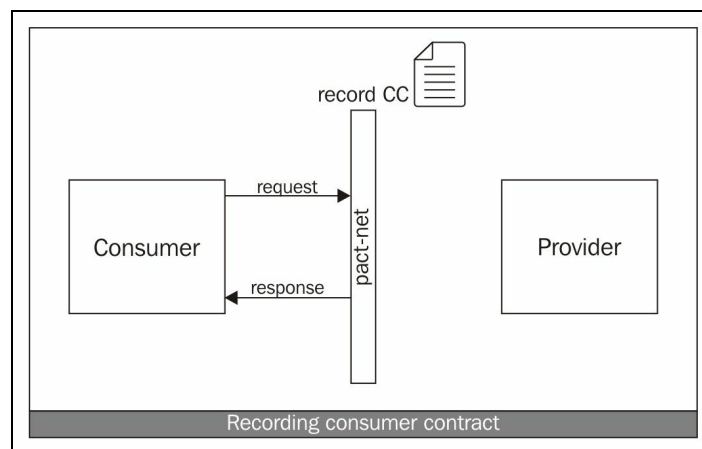 record CC
request
Consumer
pact-net
Provider
response
Recording consumer contract